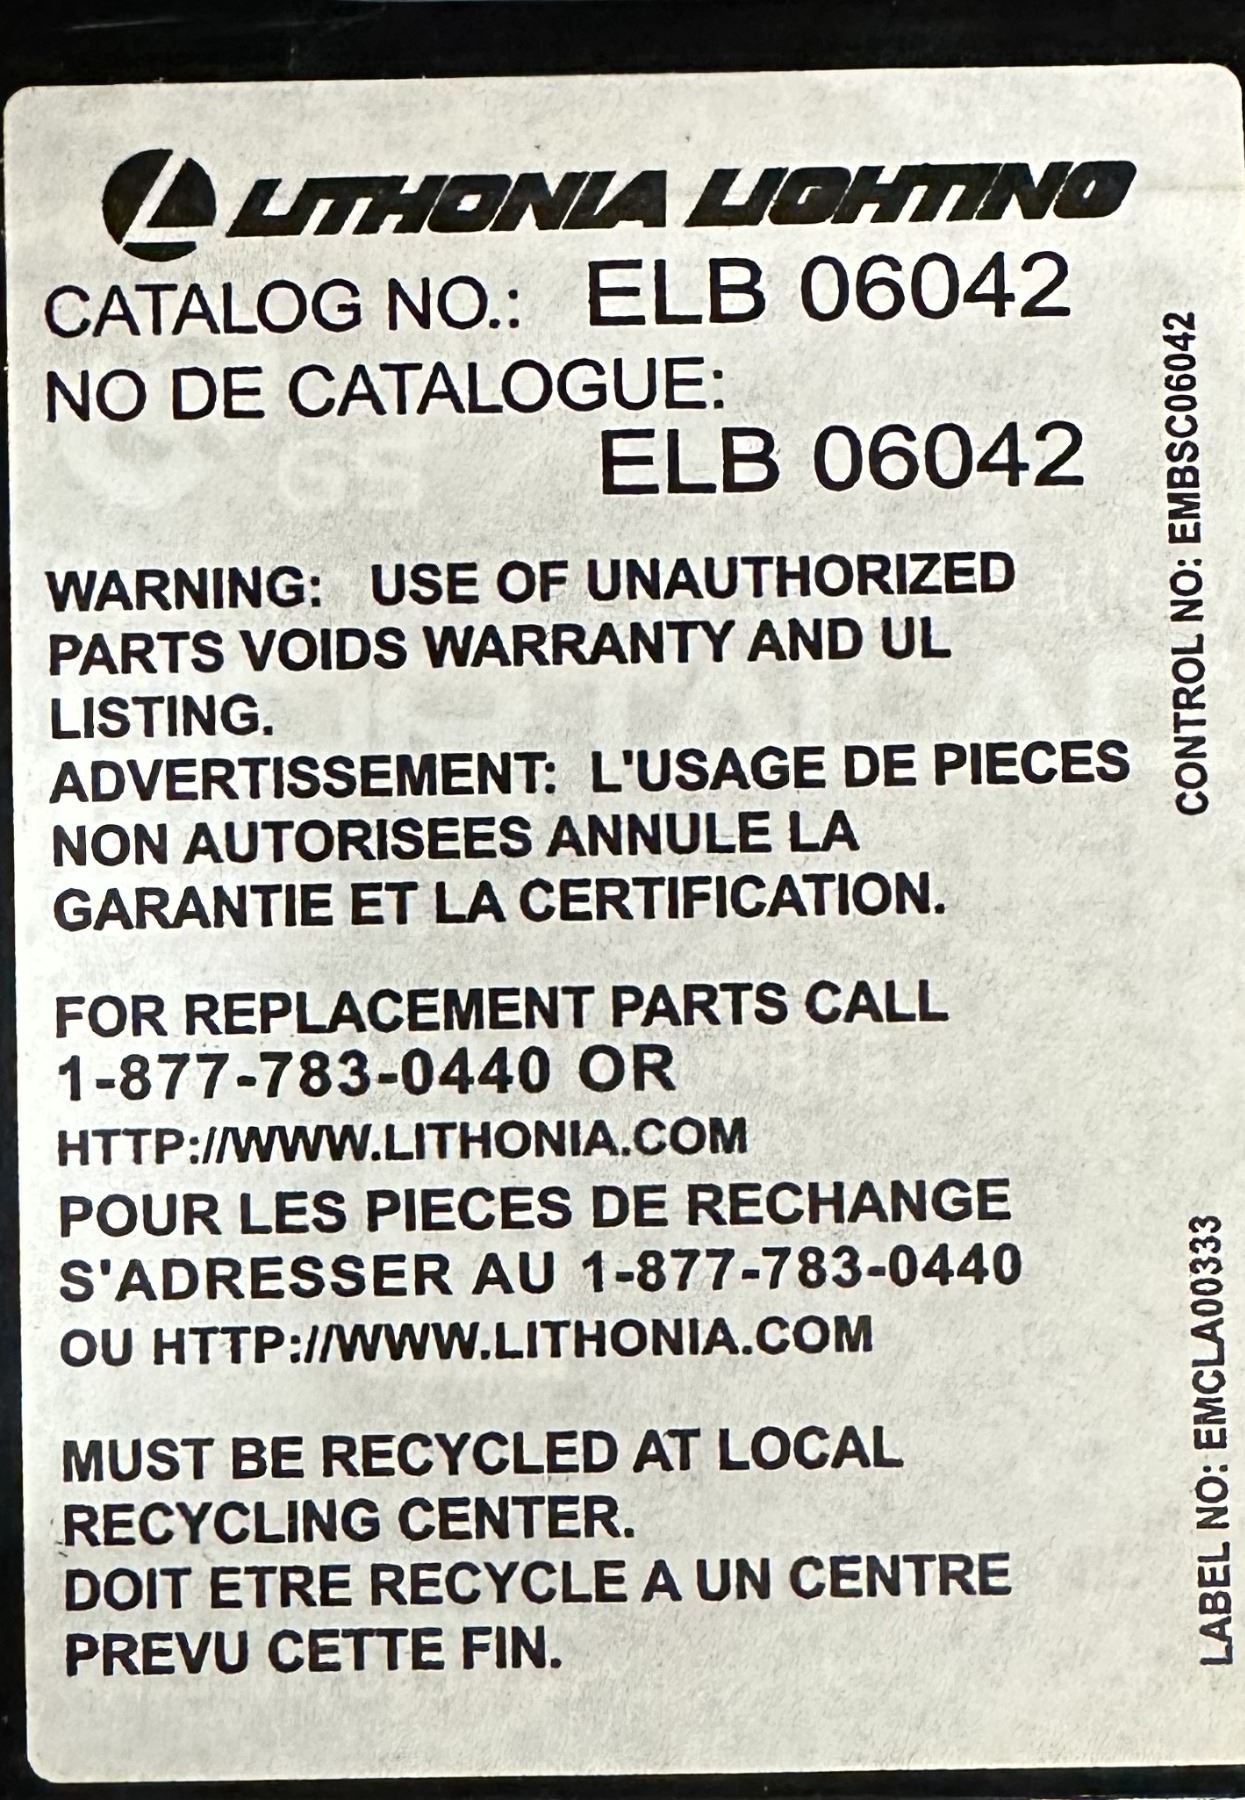 LITHONIA LIGHTING
CATALOG NO.: ELB 06042
NO DE CATALOGUE:
ELB 06042
WARNING: USE OF UNAUTHORIZED
PARTS VOIDS WARRANTY AND UL
LISTING.
ADVERTISSEMENT: L'USAGE DE PIECES
NON AUTORISEES ANNULE LA
GARANTIE ET LA CERTIFICATION.
FOR REPLACEMENT PARTS CALL
1-877-783-0440 OR
HTTP://WWW.LITHONIA.COM
POUR LES PIECES DE RECHANGE
S'ADRESSER AU 1-877-783-0440
OU HTTP://WWW.LITHONIA.COM
MUST BE RECYCLED AT LOCAL
RECYCLING CENTER.
DOIT ETRE RECYCLE A UN CENTRE
PREVU CETTE FIN.
CONTROL NO: EMBSC06042
LABEL NO: EMCLA00333